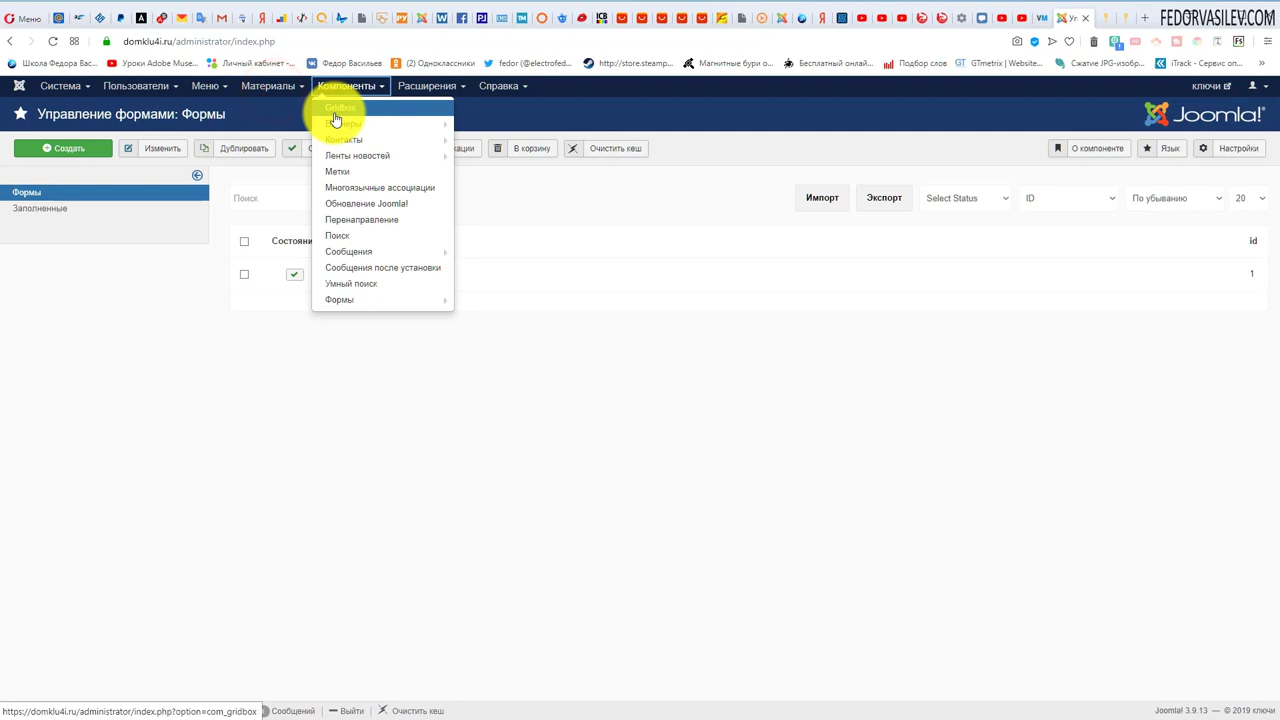 Меню
FEDORVASILEV.COM
domklu4i.ru/administrator/index.php
Школа Федора Вас...
Уроки Adobe Muse...
Личный кабинет -...
Федор Васильев
(2) Одноклассники
fedor (@electrofed...
http://store.steamp...
Магнитные бури о...
Бесплатный онлай...
Подбор слов
GTmetrix | Website...
Сжатие JPG-изобр...
iTrack - Сервис оп...
Система
Пользователи
Меню
Материалы
Компоненты
Расширения
Справка
ключи
Управление формами: Формы
Joomla!
Создать
Изменить
Дублировать
В корзину
Очистить кеш
О компоненте
Язык
Настройки
Gridbox
Контакты
Ленты новостей
Метки
Многоязычные ассоциации
Обновление Joomla!
Перенаправление
Поиск
Сообщения
Сообщения после установки
Умный поиск
Формы
Формы
Заполненные
Поиск
Импорт
Экспорт
Select Status
ID
По убыванию
20
id
1
https://domklu4i.ru/administrator/index.php?option=com_gridbox
Сообщений
Выйти
Очистить кеш
Joomla! 3.9.13 — © 2019 ключи